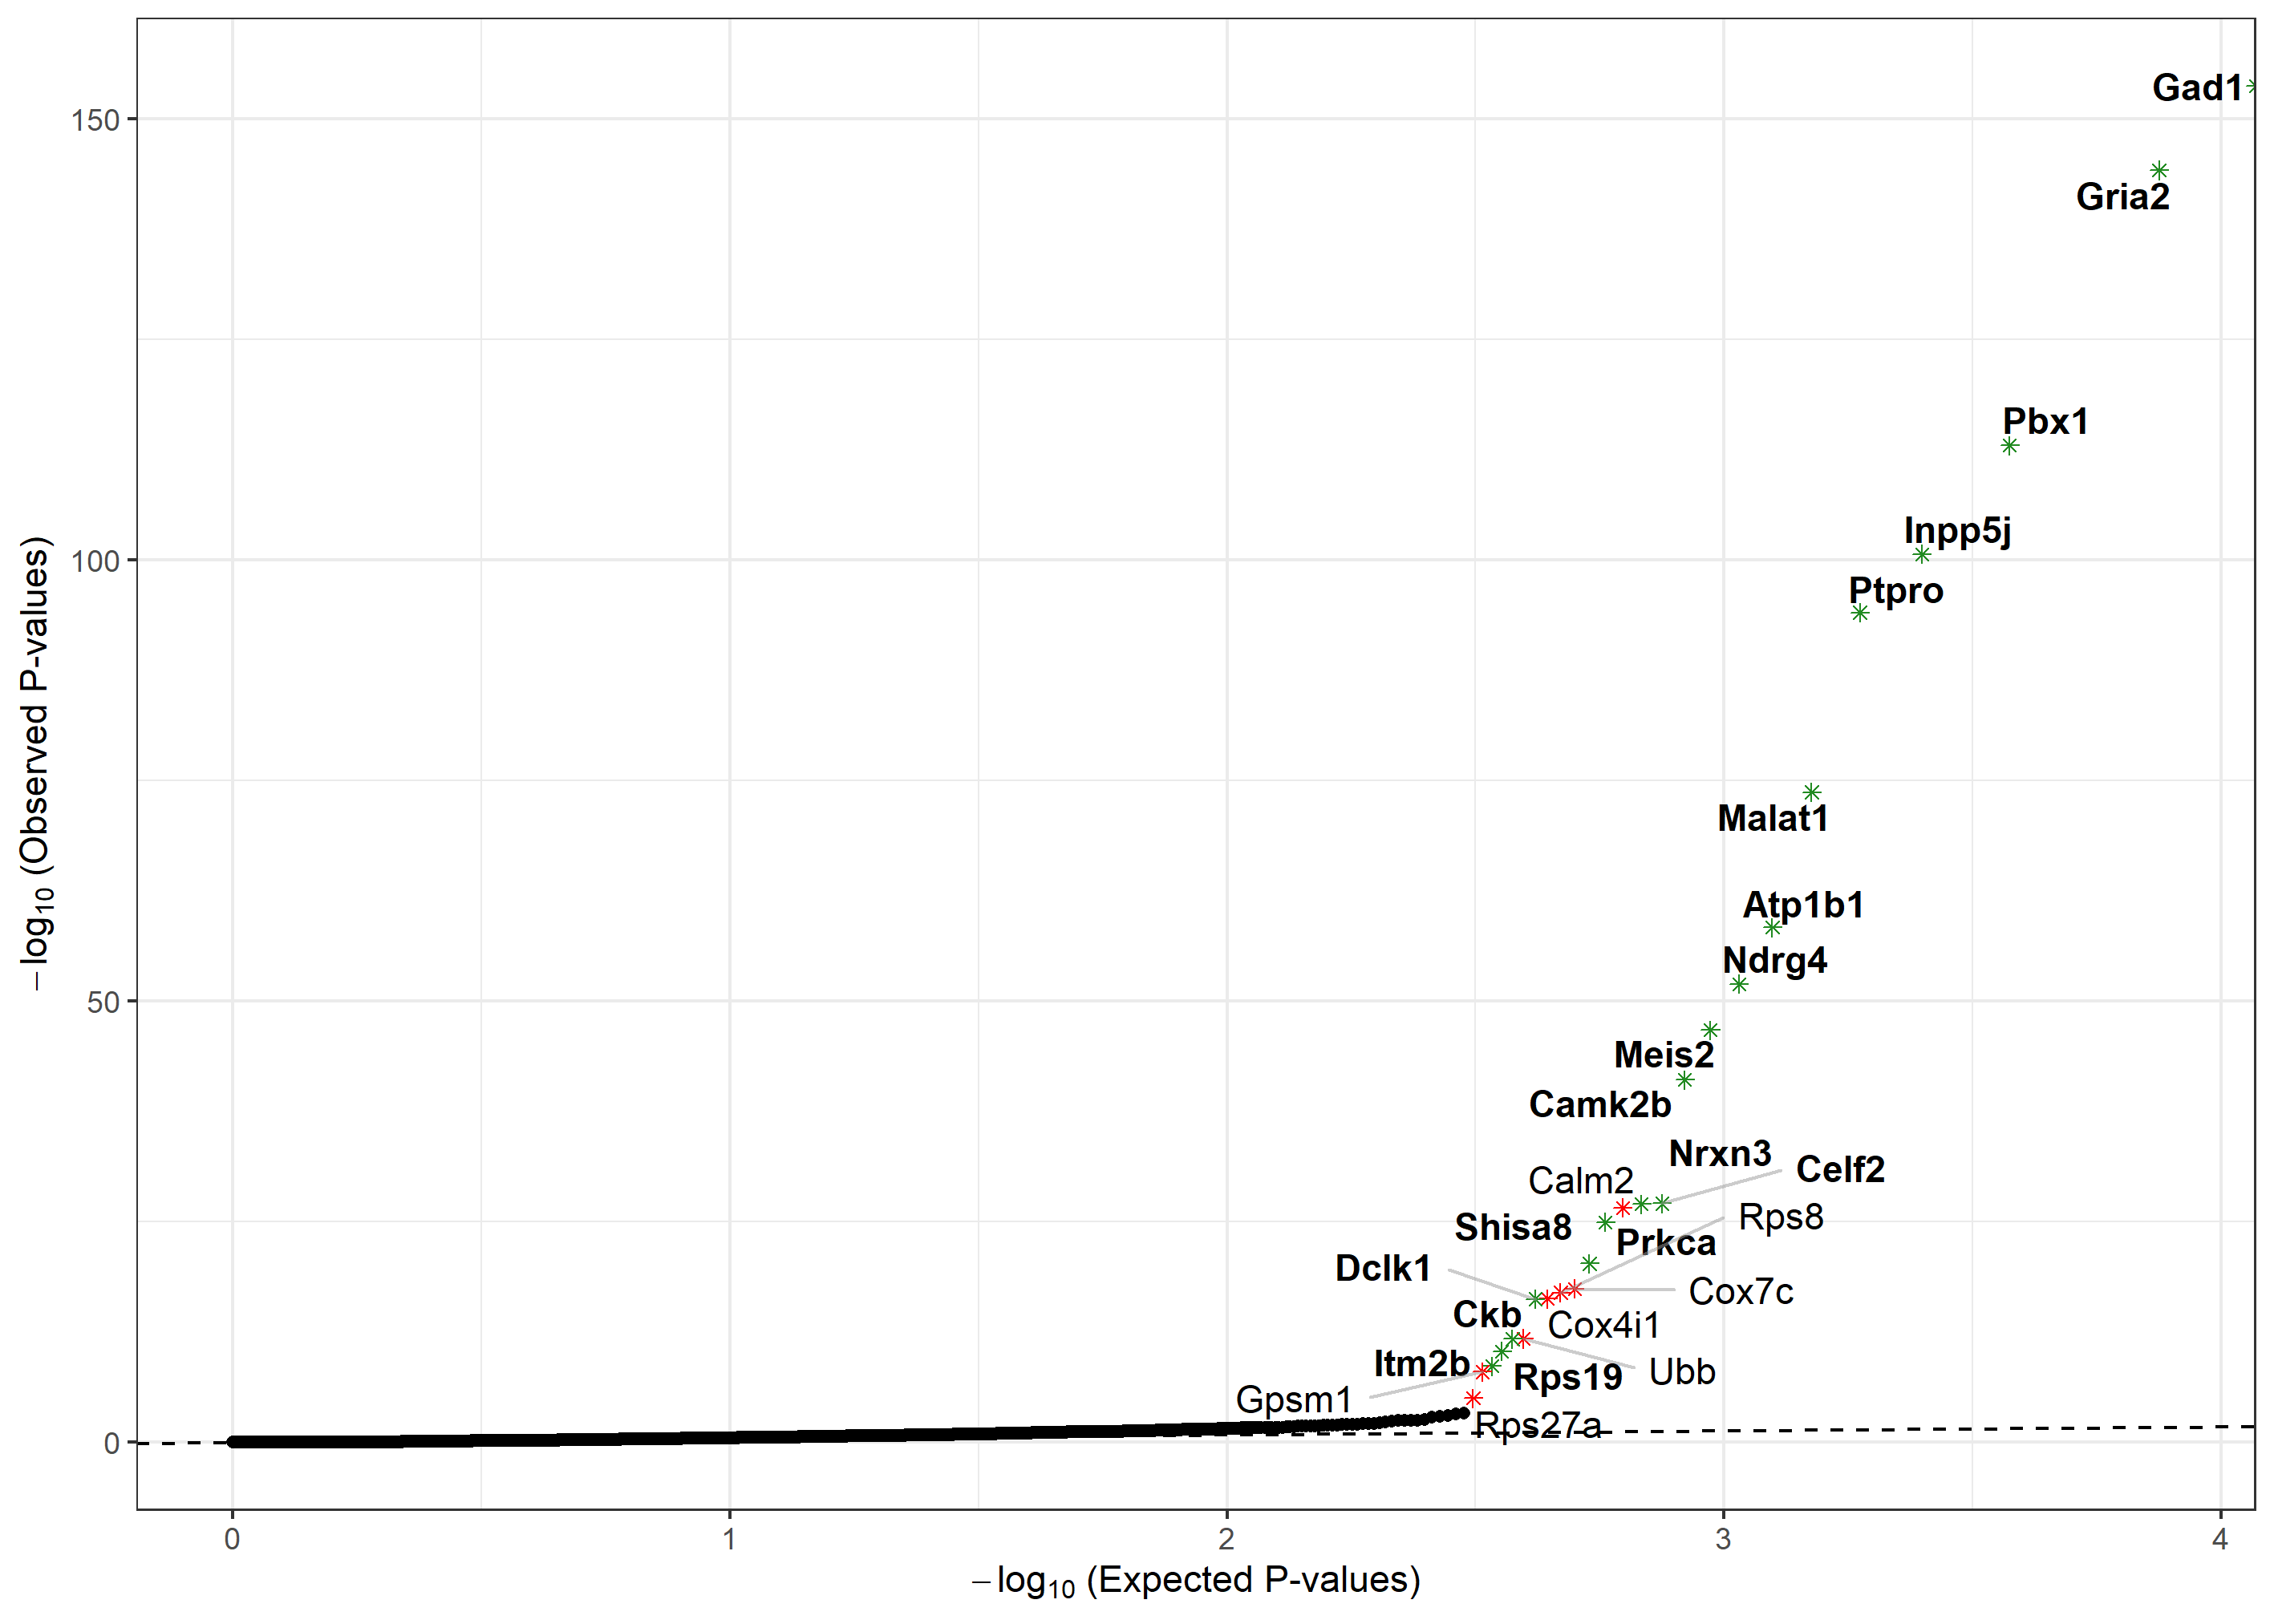 Gad1
150
Gria2
Pbx1
Inpp5j
100
Ptpro
Malat1
Atp1b1
Ndrg4
50
Meis2
Camk2b
Nrxn3
Celf2
Calm2
Rps8
Shisa8
Prkca
Dclk1
Cox7c
Ckb
Cox4i1
Itm2b
Rps19
Ubb
Gpsm1
Rps27a
0
0 1 2 3 4
−log10 (Expected P-values)
−log10 (Observed P-values)